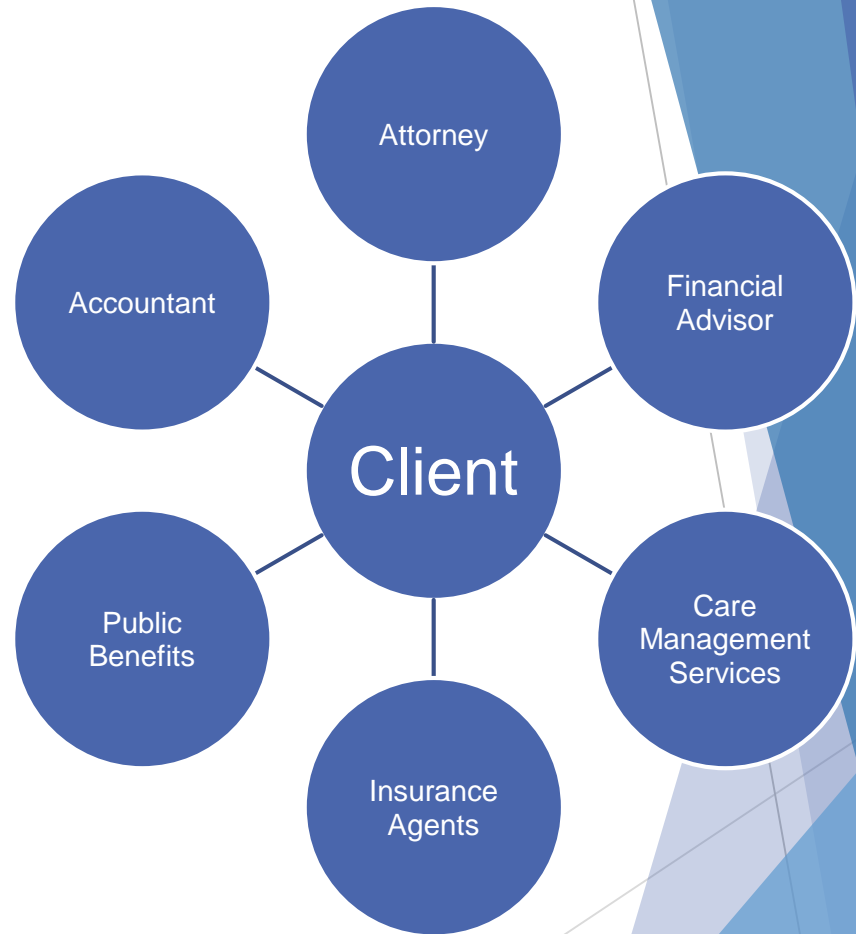 Attorney
Accountant
Financial
Advisor
Client
Public
Benefits
Care
Management
Services
Insurance
Agents